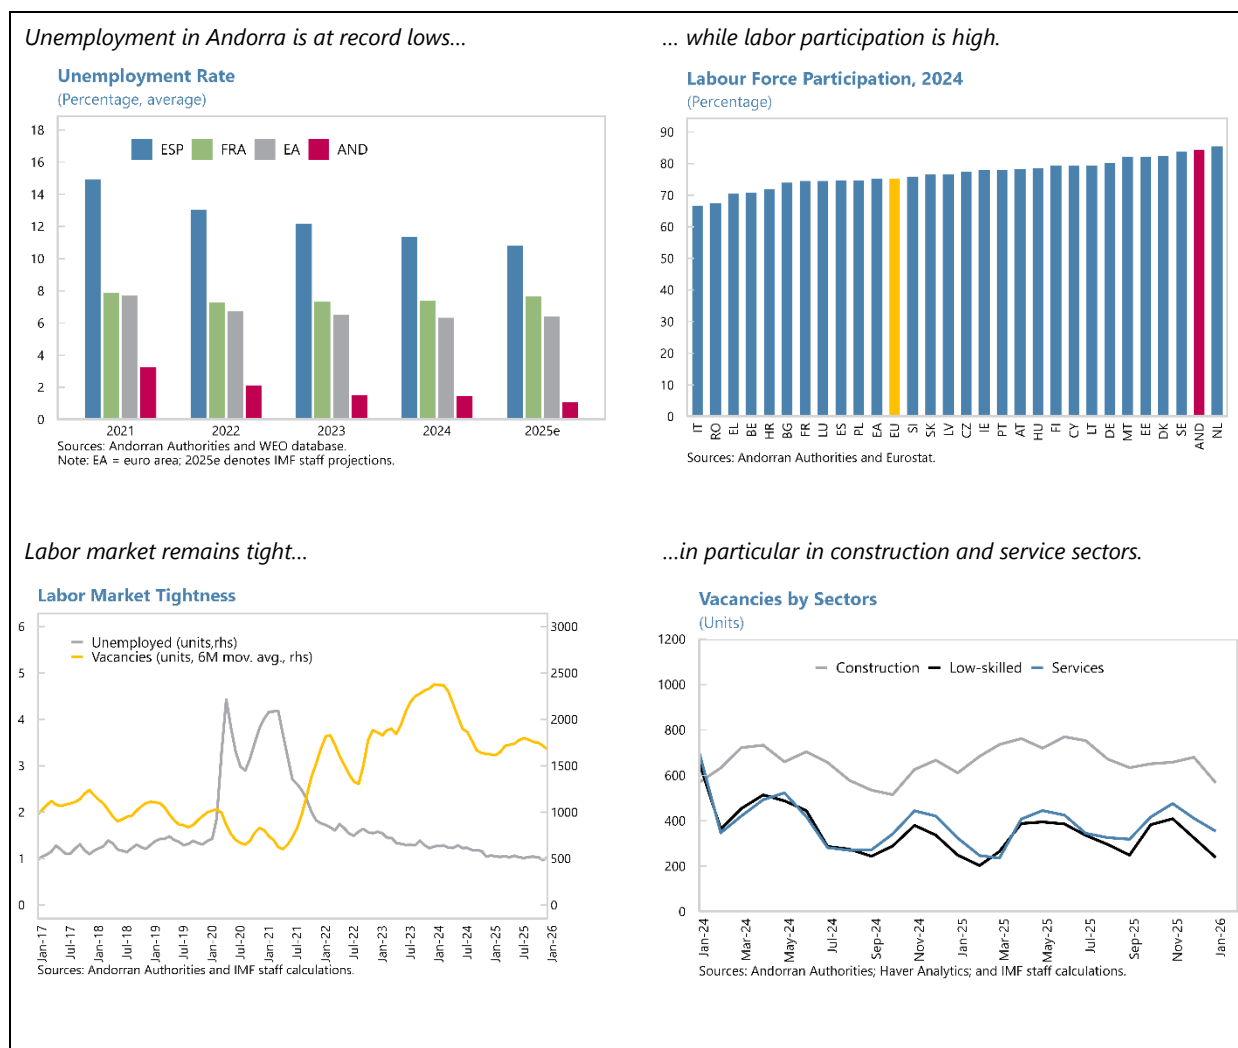 Unemployment in Andorra is at record lows...
Unemployment Rate
(Percentage, average)
18
16
14
12
10
8
6
4
2
0
ESP FRA EA AND
2021 2022 2023 2024 2025e
Sources: Andorran Authorities and WEO database.
Note: EA = euro area; 2025e denotes IMF staff projections.
... while labor participation is high.
Labour Force Participation, 2024
(Percentage)
90
80
70
60
50
40
30
20
10
0
IT RO EL BE HR BG FR LU ES PL EA EU SI SK LV CZ IE PT AT HU FI CY LT DE MT EE DK SE AND NL
Sources: Andorran Authorities and Eurostat.
Labor market remains tight...
Labor Market Tightness
6
5
4
3
2
1
0
Unemployed (units,rhs)
Vacancies (units, 6M mov. avg., rhs)
3000
2500
2000
1500
1000
500
0
Jan-17 Jul-17 Jan-18 Jul-18 Jan-19 Jul-19 Jan-20 Jul-20 Jan-21 Jul-21 Jan-22 Jul-22 Jan-23 Jul-23 Jan-24 Jul-24 Jan-25 Jul-25 Jan-26
Sources: Andorran Authorities and IMF staff calculations.
...in particular in construction and service sectors.
Vacancies by Sectors
(Units)
1200
1000
800
600
400
200
0
Construction Low-skilled Services
Jan-24 Mar-24 May-24 Jul-24 Sep-24 Nov-24 Jan-25 Mar-25 May-25 Jul-25 Sep-25 Nov-25 Jan-26
Sources: Andorran Authorities; Haver Analytics; and IMF staff calculations.